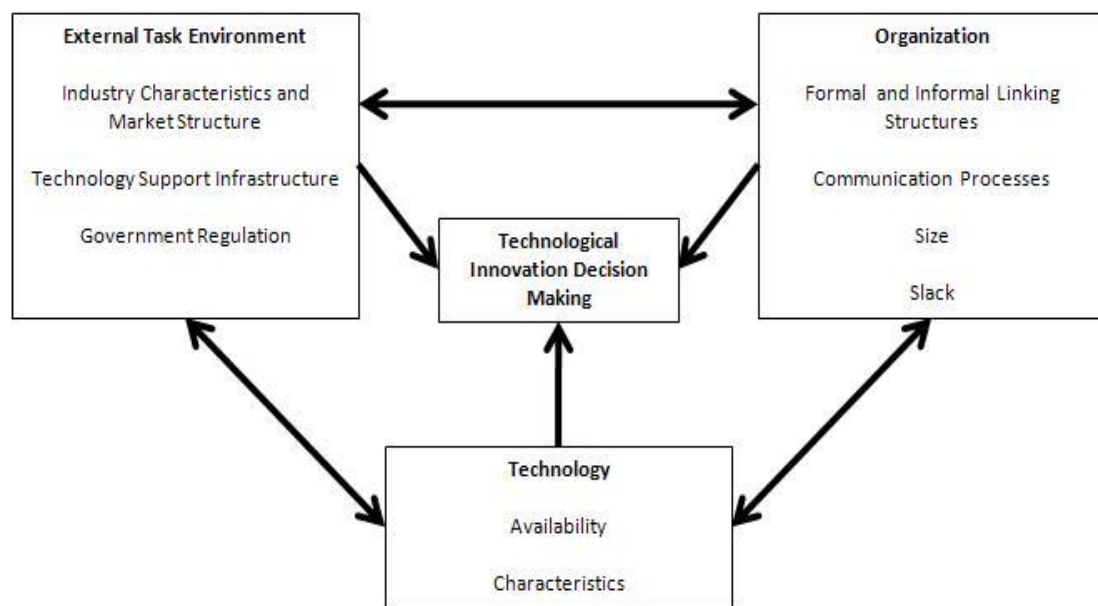 External Task Environment
Industry Characteristics and
Market Structure
Technology Support Infrastructure
Government Regulation
Organization
Formal and Informal Linking
Structures
Communication Processes
Size
Slack
Technological
Innovation Decision
Making
Technology
Availability
Characteristics